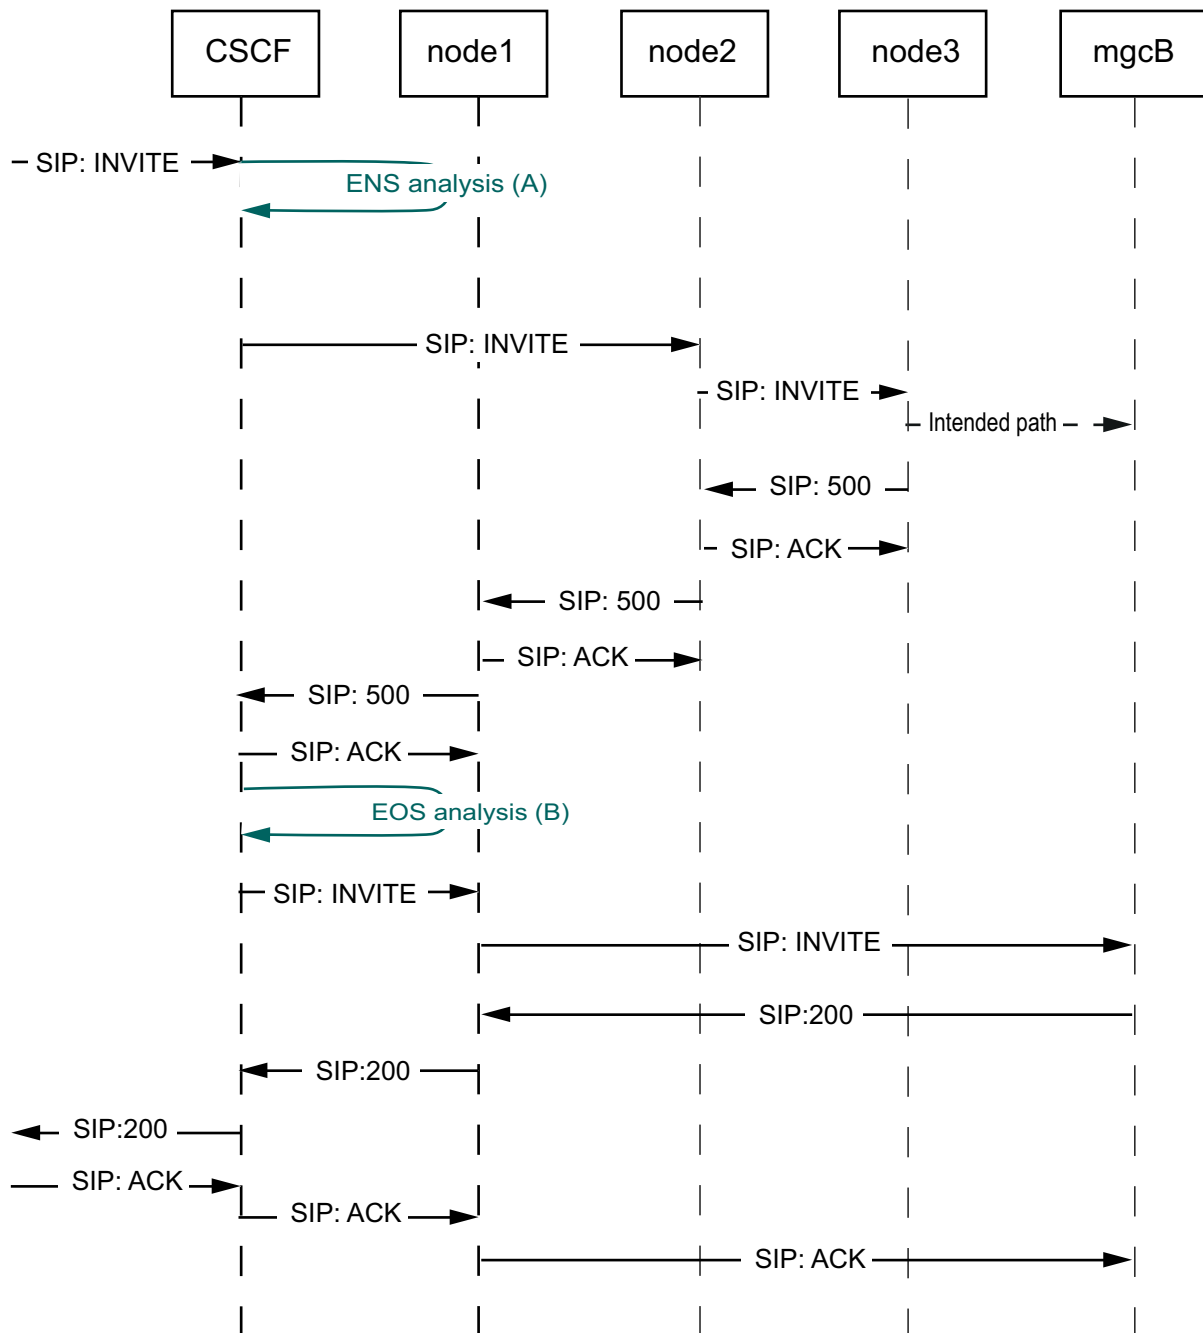 CSCF
node1
node2
node3
mgcB
SIP: INVITE
ENS analysis (A)
SIP: INVITE
SIP: INVITE
Intended path
SIP: 500
SIP: ACK
SIP: 500
SIP: ACK
SIP: 500
SIP: ACK
EOS analysis (B)
SIP: INVITE
SIP: INVITE
SIP:200
SIP:200
SIP:200
SIP: ACK
SIP: ACK
SIP: ACK